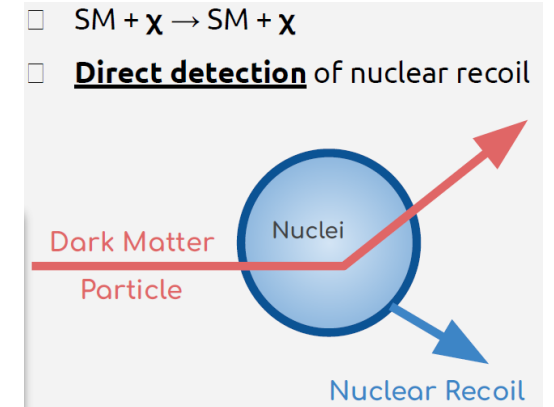 SM + χ → SM + χ
Direct detection of nuclear recoil
Nuclei
Dark Matter
Particle
Nuclear Recoil